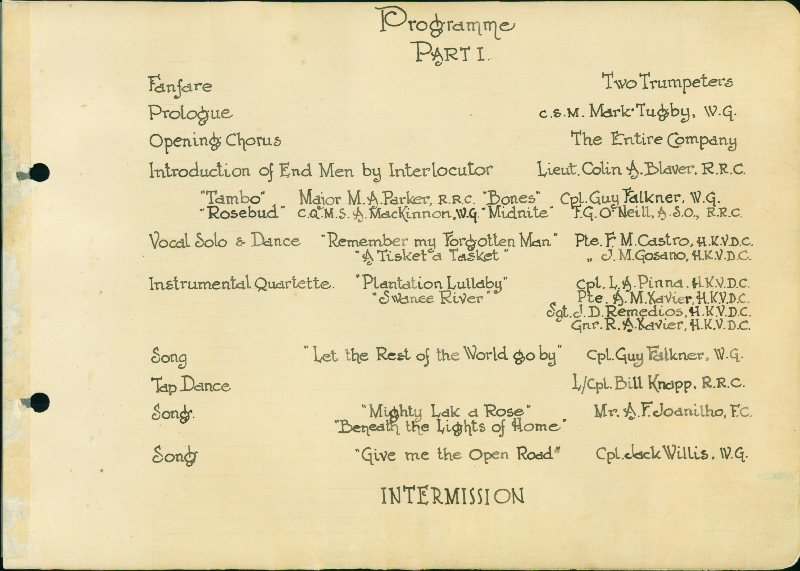 Programme
PART I.
Fanfare Two Trumpeters
Prologue C.S.M. Mark Tugby, W.G.
Opening Chorus The Entire Company
Introduction of End Men by Interlocutor Lieut. Colin A. Blaver, R.R.C.
"Tambo" Major M.A. Parker, R.R.C. "Bones" Cpl. Guy Falkner, W.G.
"Rosebud" C.Q.M.S. A. MacKinnon, W.G. "Midnite" F.G. O'Neill, A.S.O., R.R.C.
Vocal Solo & Dance "Remember my Forgotten Man" Pte. F. M. Castro, H.K.V.D.C.
"A Tisket a Tasket" „ J. M. Gosano, H.K.V.D.C.
Instrumental Quartette. "Plantation Lullaby" Cpl. L. A. Pinna. H.K.V.D.C.
"Swanee River" Pte. A. M. Xavier, H.K.V.D.C.
Sgt. J. D. Remedios, H.K.V.D.C.
Gnr. R. A. Xavier, H.K.V.D.C.
Song "Let the Rest of the World go by" Cpl. Guy Falkner, W.G.
Tap Dance L/Cpl. Bill Knapp, R.R.C.
Song. "Mighty Lak a Rose" Mr. A. F. Joanilho, F.C.
"Beneath the Lights of Home"
Song "Give me the Open Road" Cpl. Jack Willis, W.G.
INTERMISSION